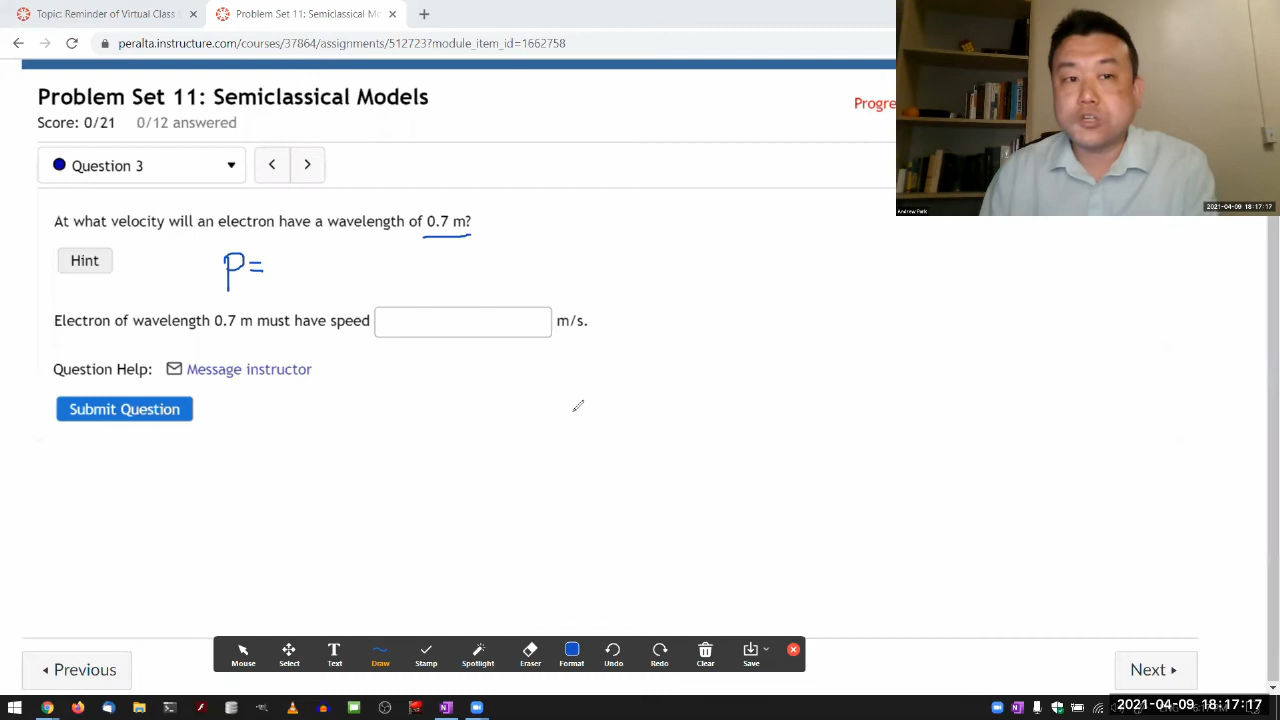 Topic: Reminder of Virtual Class
Problem Set 11: Semiclassical Mo
peralta.instructure.com/courses/37864/assignments/512723?module_item_id=1662758
Problem Set 11: Semiclassical Models
Score: 0/21 0/12 answered
Progre
Question 3
At what velocity will an electron have a wavelength of 0.7 m?
Hint
P=
Electron of wavelength 0.7 m must have speed m/s.
Question Help: Message instructor
Submit Question
Andrew Park
2021-04-09 18:17:17
Mouse Select Text Draw Stamp Spotlight Eraser Format Undo Redo Clear Save
Previous
Next
2021-04-09 18:17:17